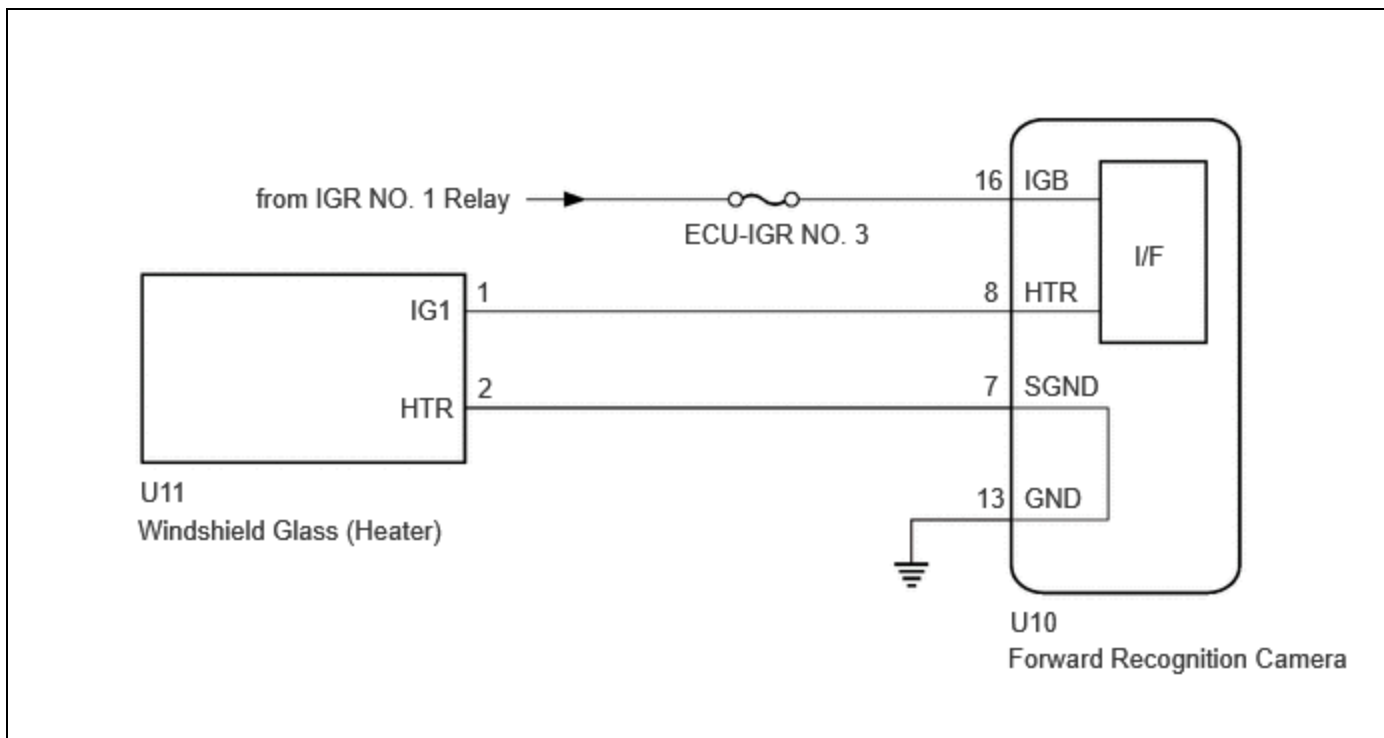 from IGR NO. 1 Relay
ECU-IGR NO. 3
16 IGB
I/F
IG1 1
8 HTR
HTR 2
7 SGND
13 GND
U11
Windshield Glass (Heater)
U10
Forward Recognition Camera